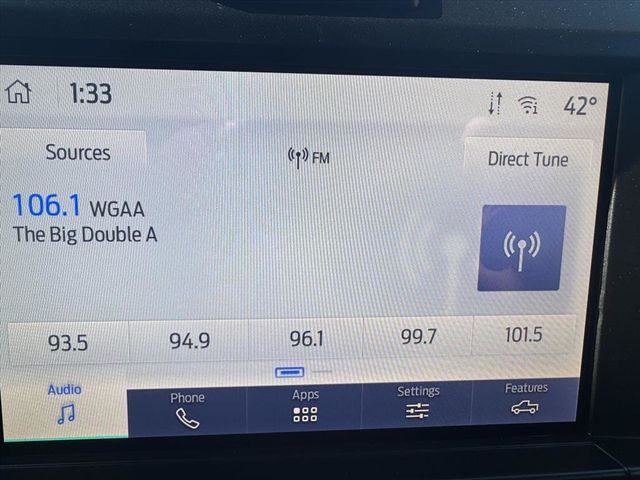 1:33 42°
Sources FM Direct Tune
106.1 WGAA
The Big Double A
93.5 94.9 96.1 99.7 101.5
Audio Phone Apps Settings Features